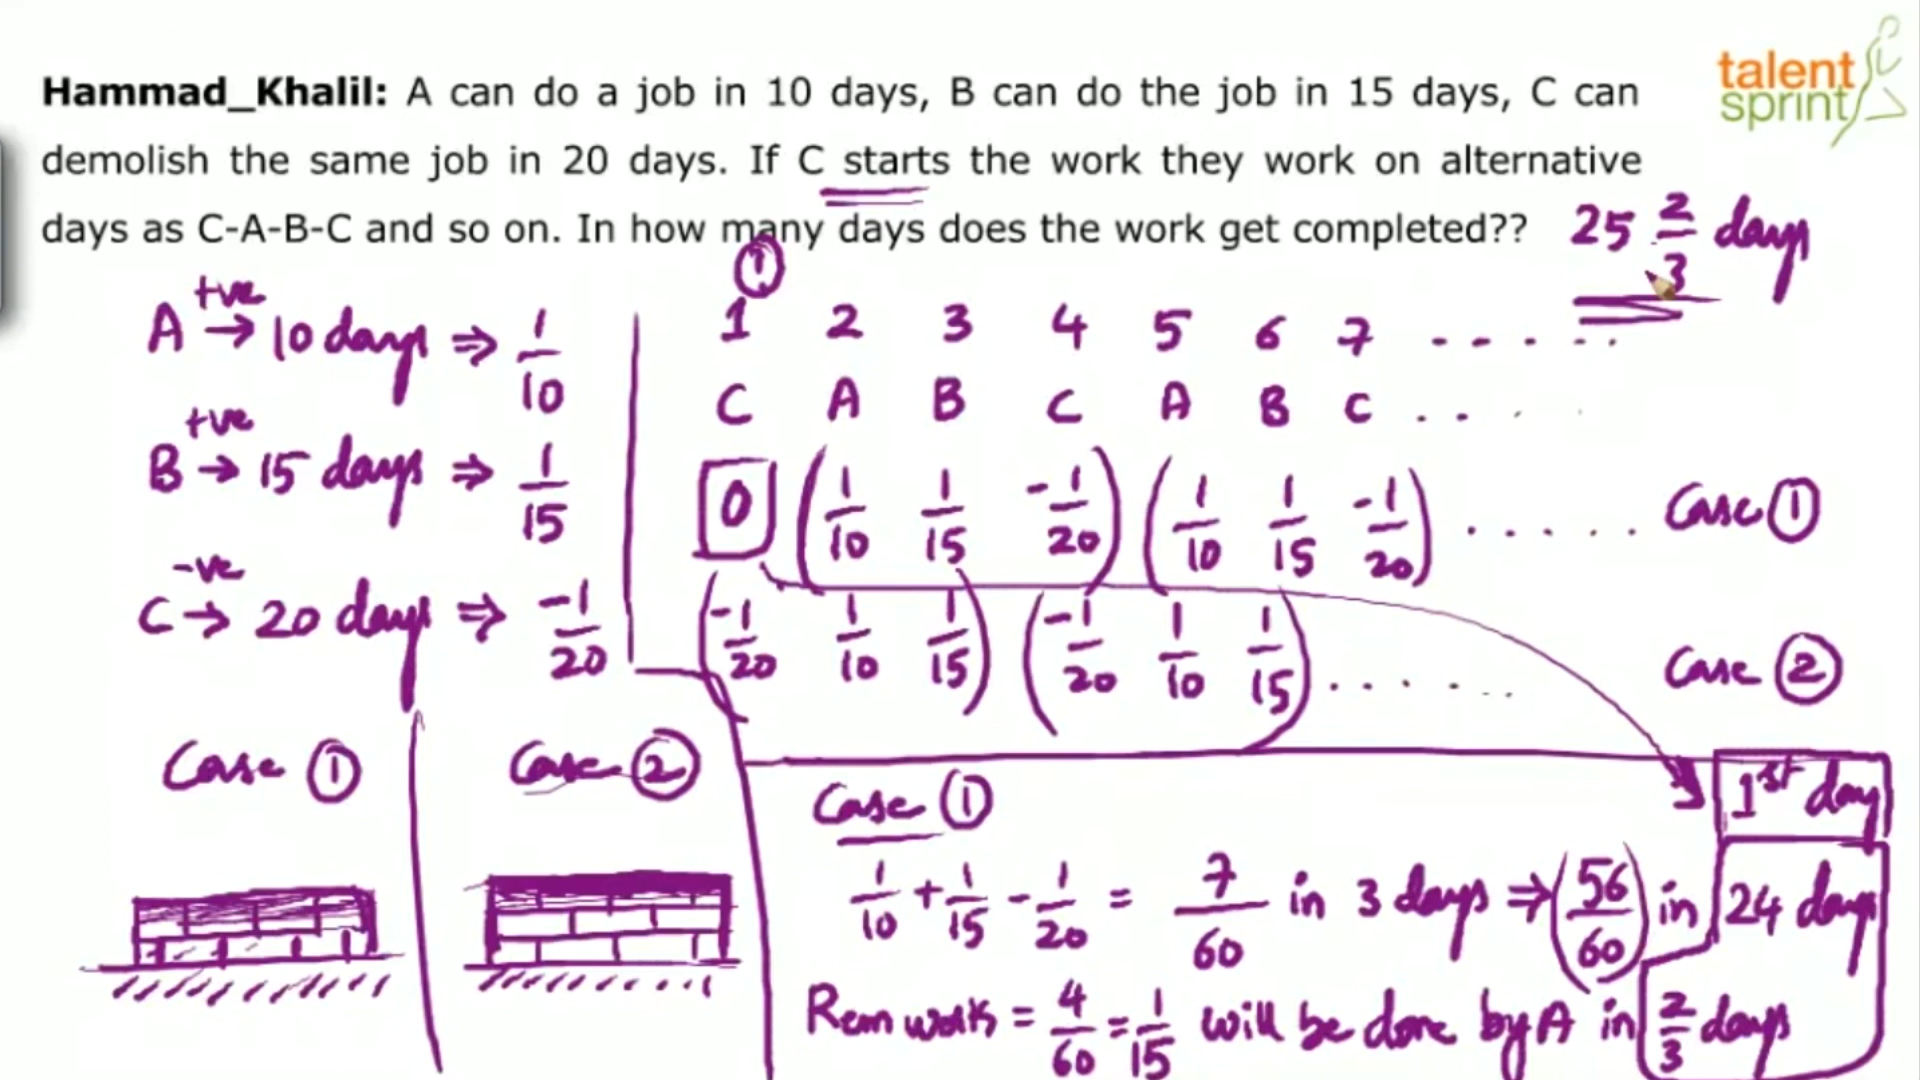 talent
sprint
Hammad_Khalil: A can do a job in 10 days, B can do the job in 15 days, C can
demolish the same job in 20 days. If C starts the work they work on alternative
days as C-A-B-C and so on. In how many days does the work get completed??
25 2/3 days
A →+ve 10 days ⇒ 1/10
B →+ve 15 days ⇒ 1/15
C →-ve 20 days ⇒ -1/20
①
1 2 3 4 5 6 7 - - - - -
C A B C A B C . . . .
0 (1/10 1/15 -1/20) (1/10 1/15 -1/20) ...... Case ①
(-1/20 1/10 1/15) (-1/20 1/10 1/15) ...... Case ②
Case ①
Case ②
Case ①
1st day
1/10 + 1/15 - 1/20 = 7/60 in 3 days ⇒ (56/60) in 24 days
Rem work = 4/60 = 1/15 will be done by A in 2/3 days